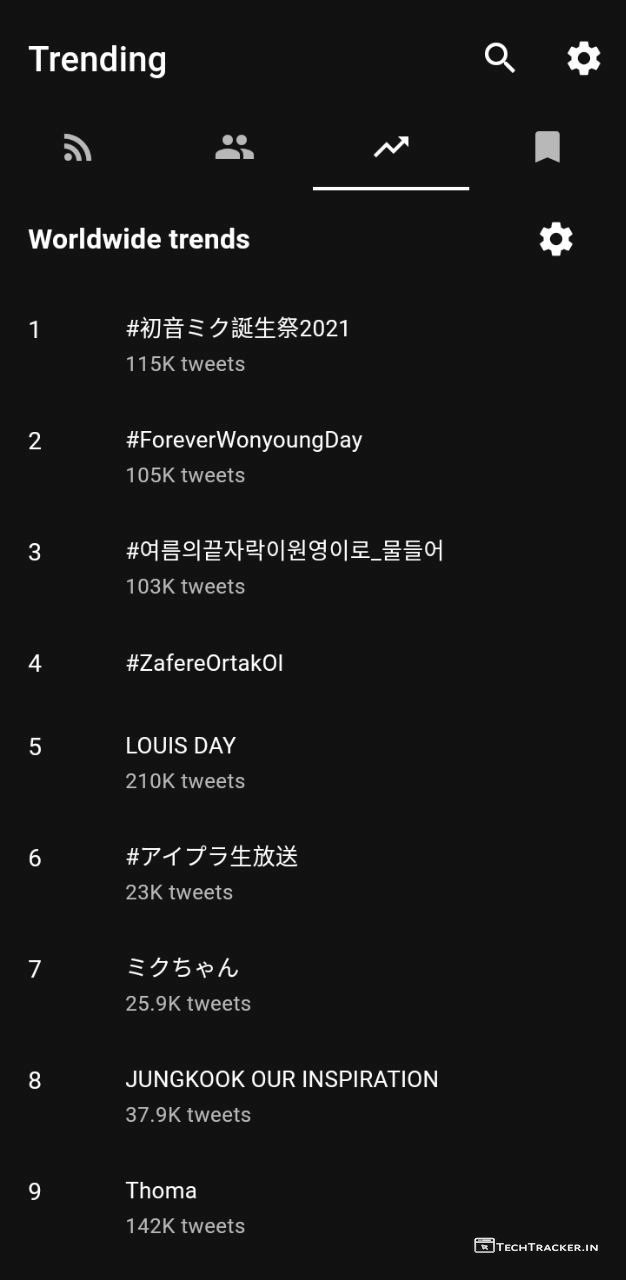 Trending
Worldwide trends
1
#初音ミク誕生祭2021
115K tweets
2
#ForeverWonyoungDay
105K tweets
3
#여름의끝자락이원영이로_물들어
103K tweets
4
#ZafereOrtakOl
5
LOUIS DAY
210K tweets
6
#アイプラ生放送
23K tweets
7
ミクちゃん
25.9K tweets
8
JUNGKOOK OUR INSPIRATION
37.9K tweets
9
Thoma
142K tweets
TECHTRACKER.IN